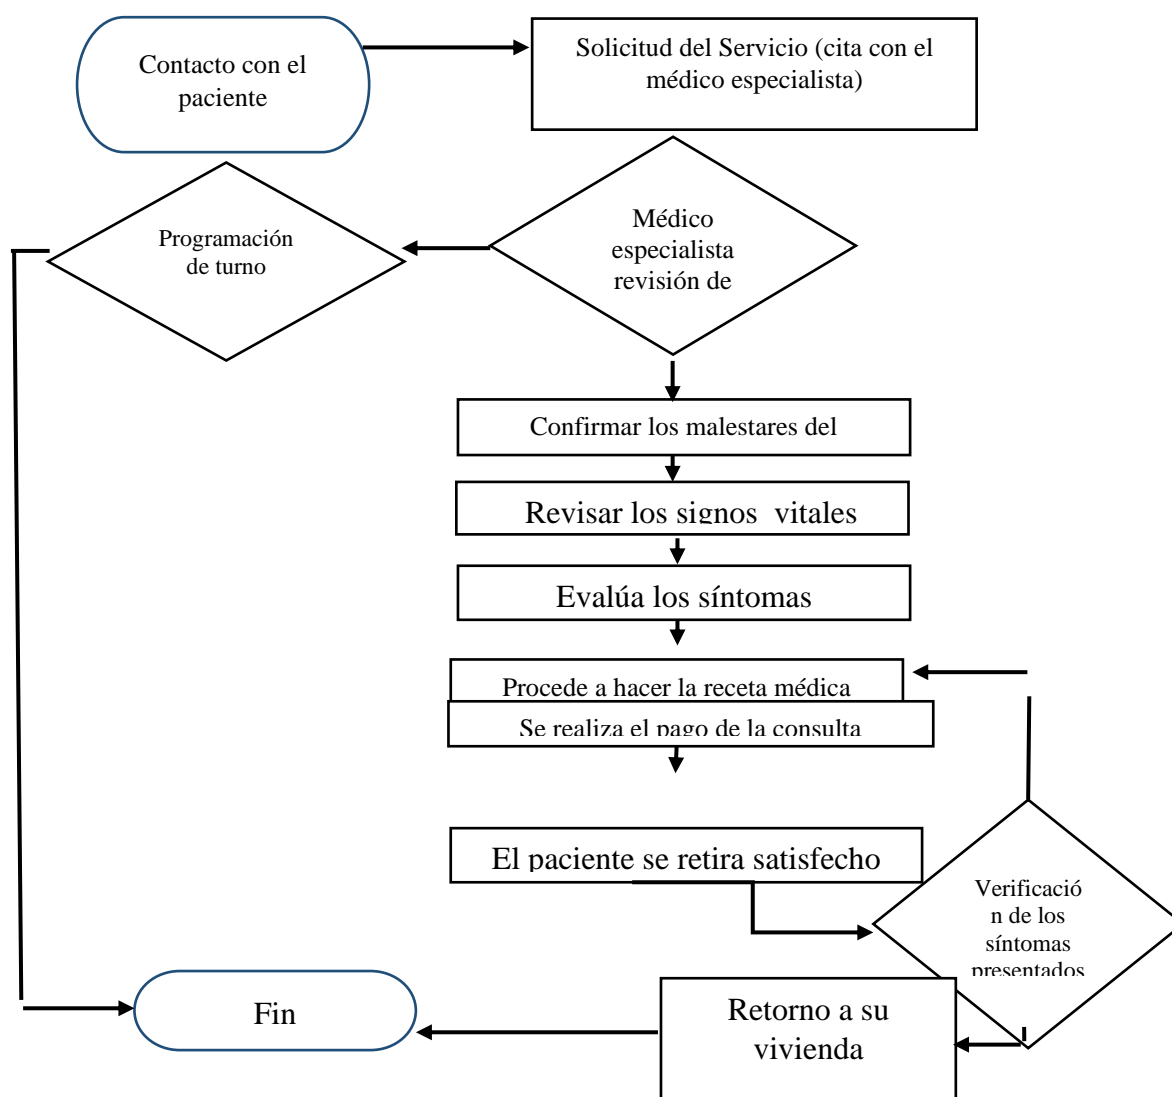 Contacto con el
paciente
Solicitud del Servicio (cita con el
médico especialista)
Programación
de turno
Médico
especialista
revisión de
Confirmar los malestares del
Revisar los signos  vitales
Evalúa los síntomas
Procede a hacer la receta médica
Se realiza el pago de la consulta
El paciente se retira satisfecho
Verificació
n de los
síntomas
presentados
Retorno a su
vivienda
Fin